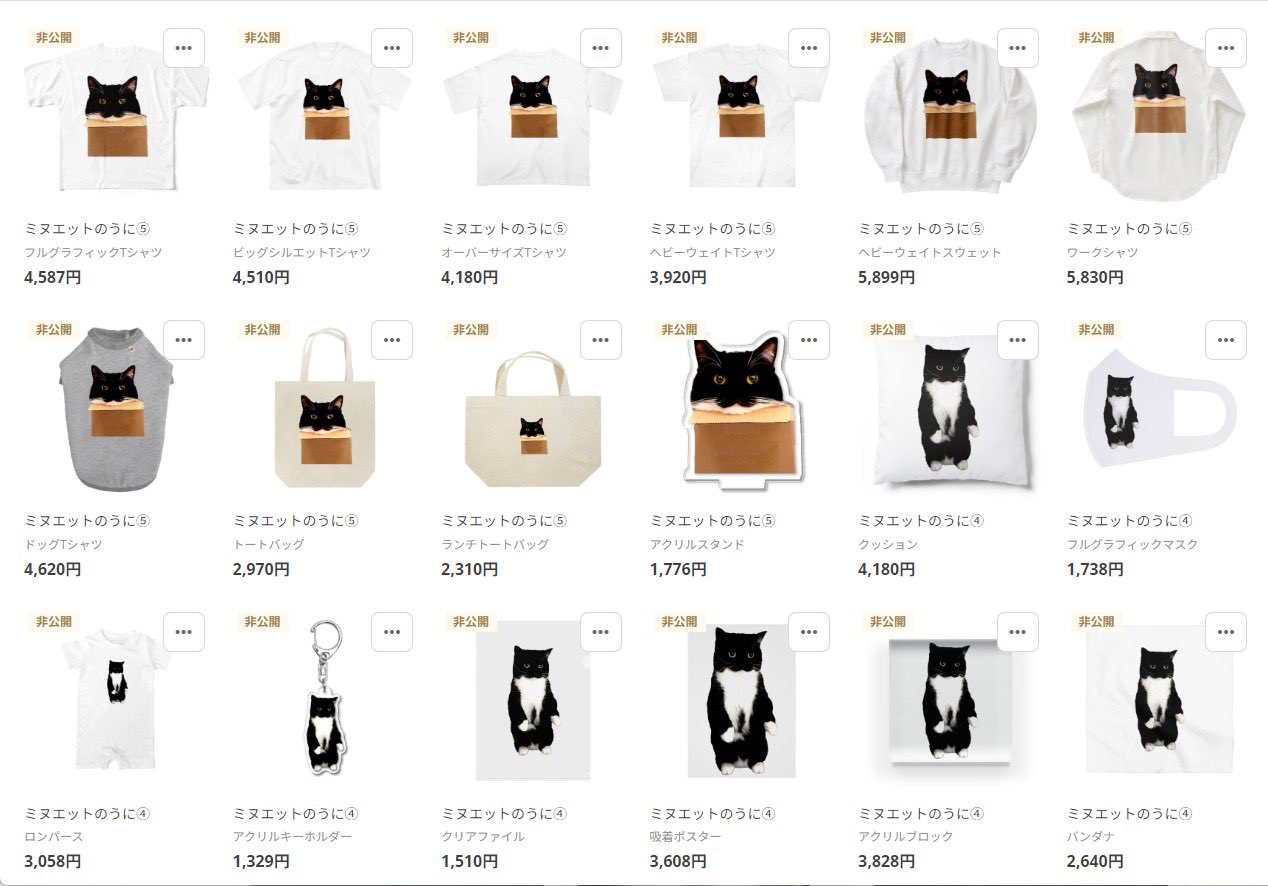 非公開
ミヌエットのうに⑤
フルグラフィックTシャツ
4,587円
非公開
ミヌエットのうに⑤
ビッグシルエットTシャツ
4,510円
非公開
ミヌエットのうに⑤
オーバーサイズTシャツ
4,180円
非公開
ミヌエットのうに⑤
ヘビーウェイトTシャツ
3,920円
非公開
ミヌエットのうに⑤
ヘビーウェイトスウェット
5,899円
非公開
ミヌエットのうに⑤
ワークシャツ
5,830円
非公開
ミヌエットのうに⑤
ドッグTシャツ
4,620円
非公開
ミヌエットのうに⑤
トートバッグ
2,970円
非公開
ミヌエットのうに⑤
ランチトートバッグ
2,310円
非公開
ミヌエットのうに⑤
アクリルスタンド
1,776円
非公開
ミヌエットのうに④
クッション
4,180円
非公開
ミヌエットのうに④
フルグラフィックマスク
1,738円
非公開
ミヌエットのうに④
ロンパース
3,058円
非公開
ミヌエットのうに④
アクリルキーホルダー
1,329円
非公開
ミヌエットのうに④
クリアファイル
1,510円
非公開
ミヌエットのうに④
吸着ポスター
3,608円
非公開
ミヌエットのうに④
アクリルブロック
3,828円
非公開
ミヌエットのうに④
バンダナ
2,640円